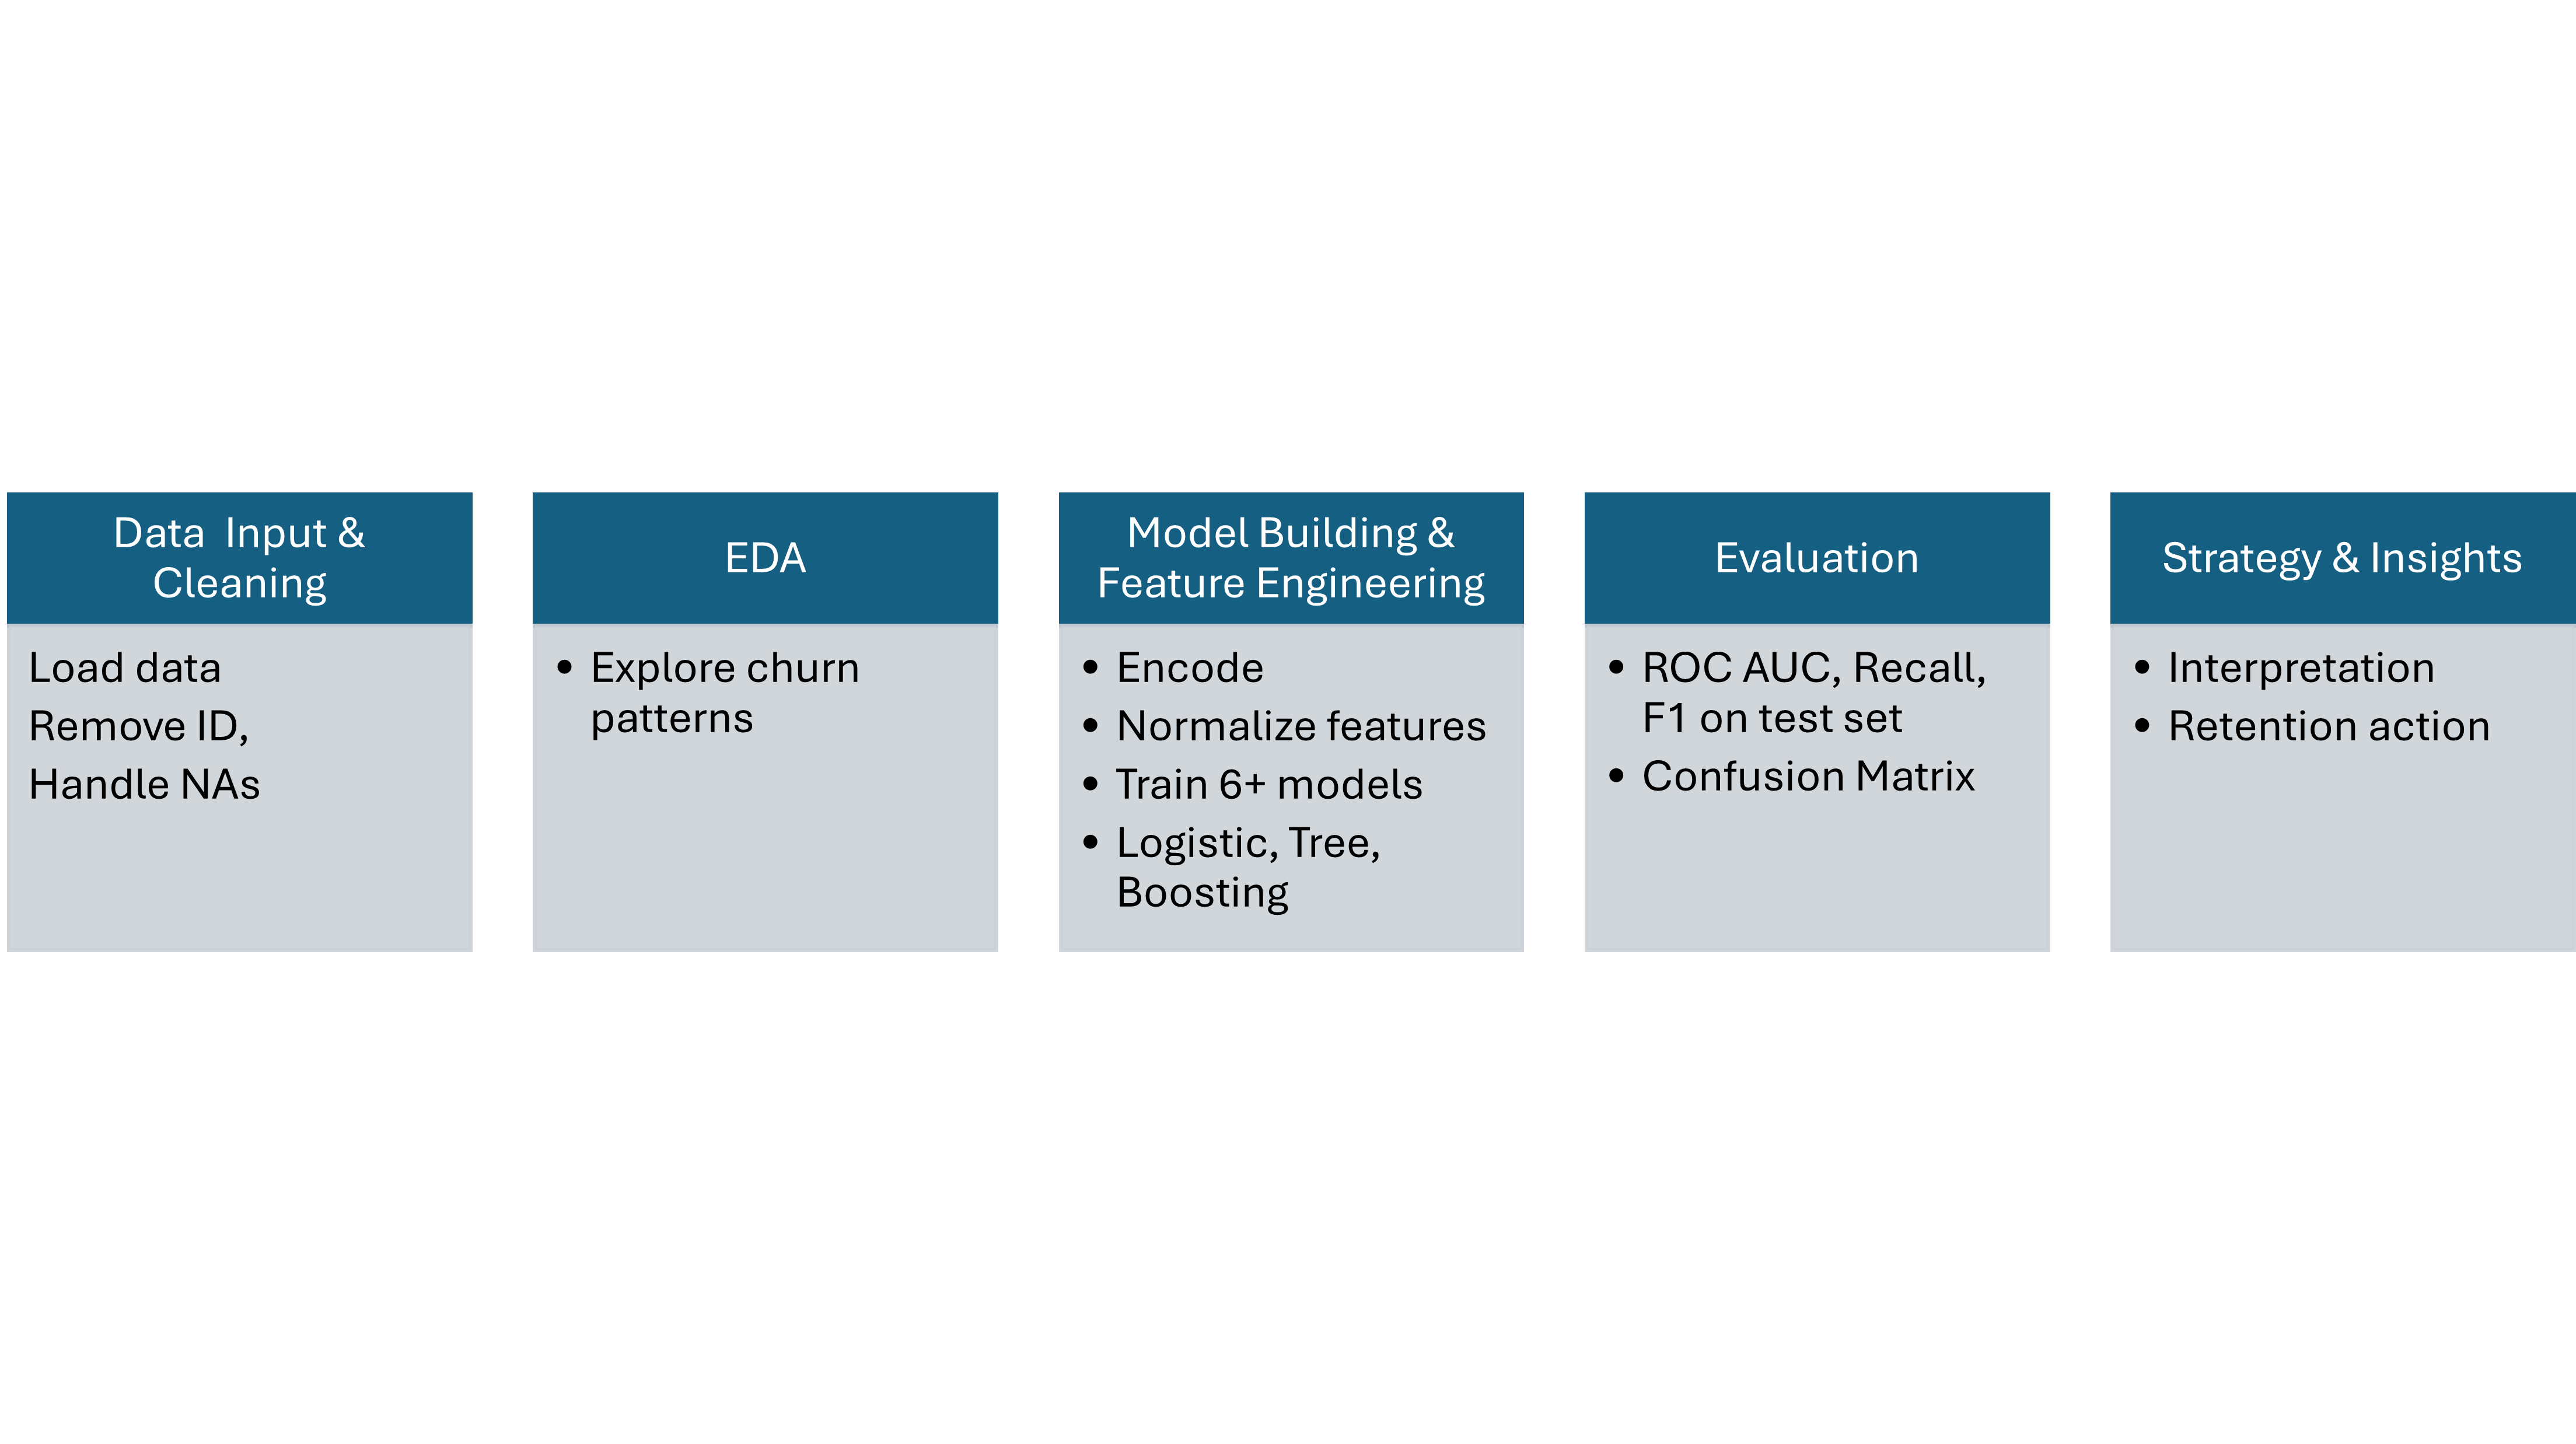 Data  Input &
Cleaning
Load data
Remove ID,
Handle NAs
EDA
• Explore churn
patterns
Model Building &
Feature Engineering
• Encode
• Normalize features
• Train 6+ models
• Logistic, Tree,
Boosting
Evaluation
• ROC AUC, Recall,
F1 on test set
• Confusion Matrix
Strategy & Insights
• Interpretation
• Retention action